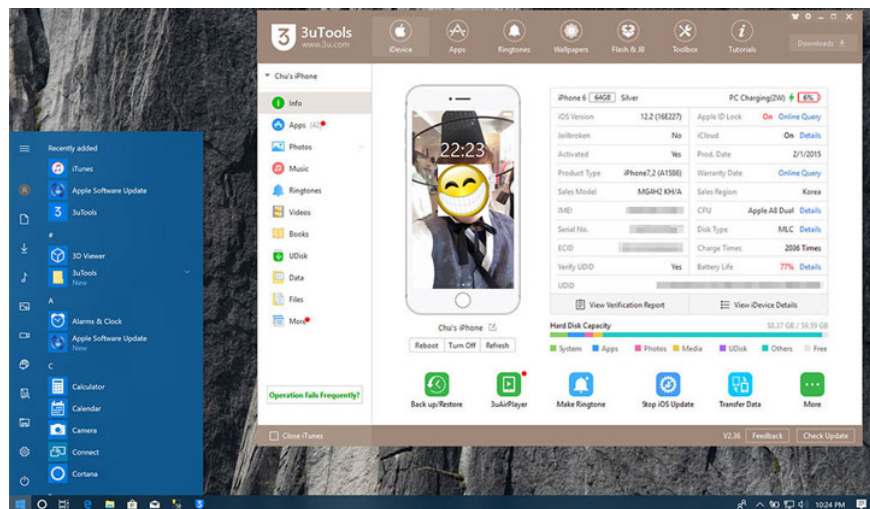 3uTools
www.3u.com
iDevice
Apps
Ringtones
Wallpapers
Flash & JB
Toolbox
Tutorials
Downloads
Chu's iPhone
Info
Apps (42)
Photos
Music
Ringtones
Videos
Books
UDisk
Data
Files
More
Operation Fails Frequently?
Close iTunes
22:23
Chu's iPhone
Reboot Turn Off Refresh
iPhone 6 64GB Silver PC Charging(2W) 6%
iOS Version 12.2 (16E227) Apple ID Lock On Online Query
Jailbroken No iCloud On Details
Activated Yes Prod. Date 2/1/2015
Product Type iPhone7,2 (A1586) Warranty Date Online Query
Sales Model MG4H2 KH/A Sales Region Korea
IMEI CPU Apple A8 Dual Details
Serial No. Disk Type MLC Details
ECID Charge Times 2036 Times
Verify UDID Yes Battery Life 77% Details
UDID
View Verification Report View iDevice Details
Hard Disk Capacity 58.37 GB / 59.59 GB
System Apps Photos Media UDisk Others Free
Back up/Restore
3uAirPlayer
Make Ringtone
Stop iOS Update
Transfer Data
More
V2.36 Feedback Check Update
Recently added
iTunes
Apple Software Update
3uTools
#
3D Viewer
3uTools
New
A
Alarms & Clock
Apple Software Update
New
C
Calculator
Calendar
Camera
Connect
Cortana
10:24 PM